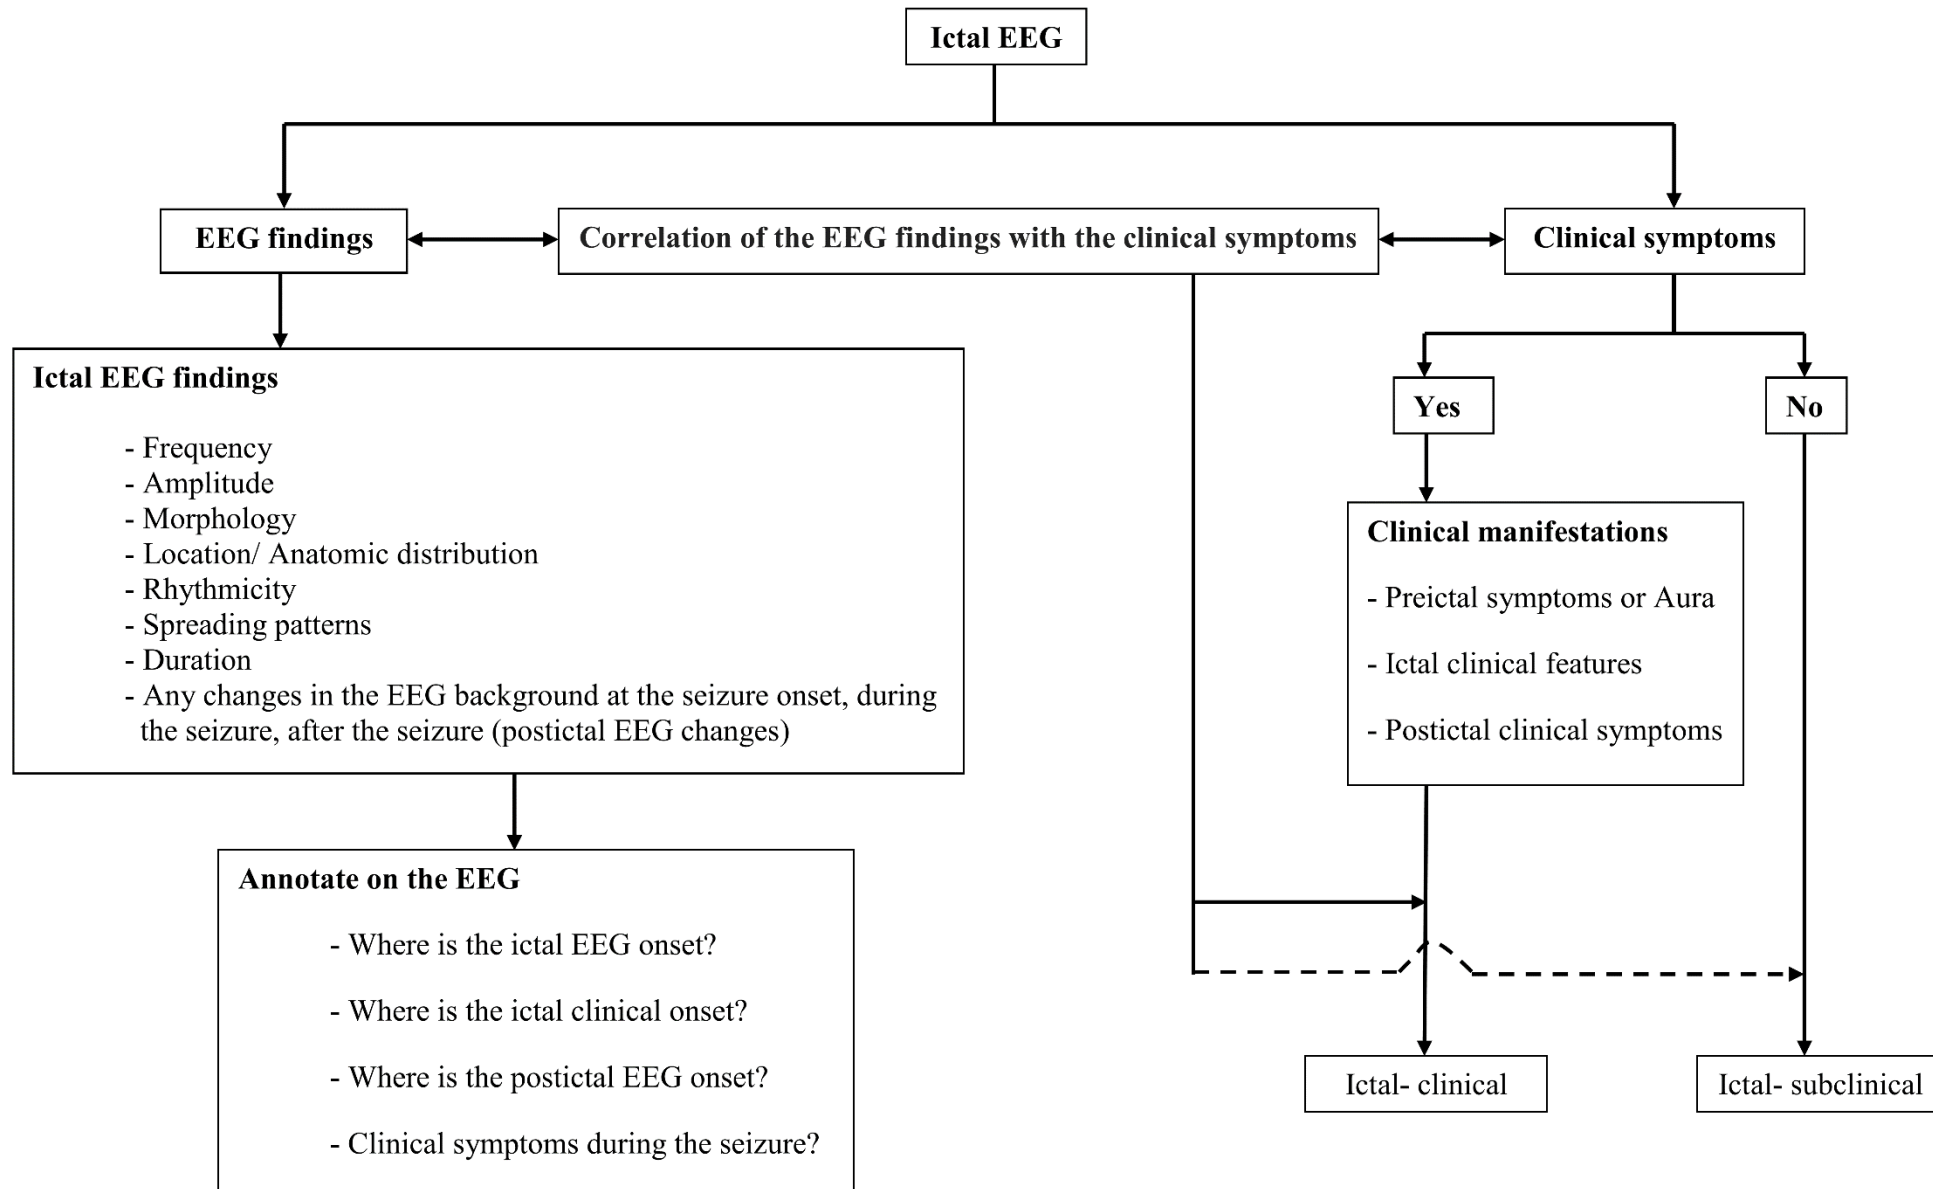 Ictal EEG
EEG findings
Correlation of the EEG findings with the clinical symptoms
Clinical symptoms
Ictal EEG findings
- Frequency
- Amplitude
- Morphology
- Location/ Anatomic distribution
- Rhythmicity
- Spreading patterns
- Duration
- Any changes in the EEG background at the seizure onset, during
the seizure, after the seizure (postictal EEG changes)
Yes
No
Clinical manifestations
- Preictal symptoms or Aura
- Ictal clinical features
- Postictal clinical symptoms
Annotate on the EEG
- Where is the ictal EEG onset?
- Where is the ictal clinical onset?
- Where is the postictal EEG onset?
- Clinical symptoms during the seizure?
Ictal- clinical
Ictal- subclinical